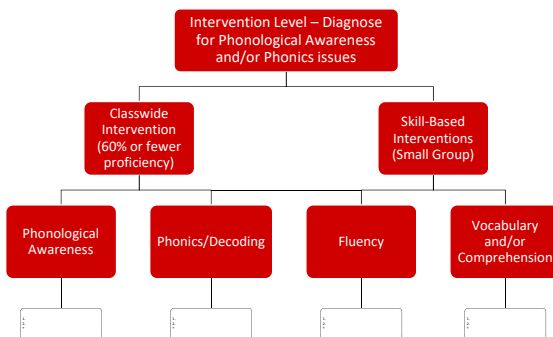 Intervention Level – Diagnose
for Phonological Awareness
and/or Phonics issues
Classwide
Intervention
(60% or fewer
proficiency)
Skill-Based
Interventions
(Small Group)
Phonological
Awareness
Phonics/Decoding
Fluency
Vocabulary
and/or
Comprehension